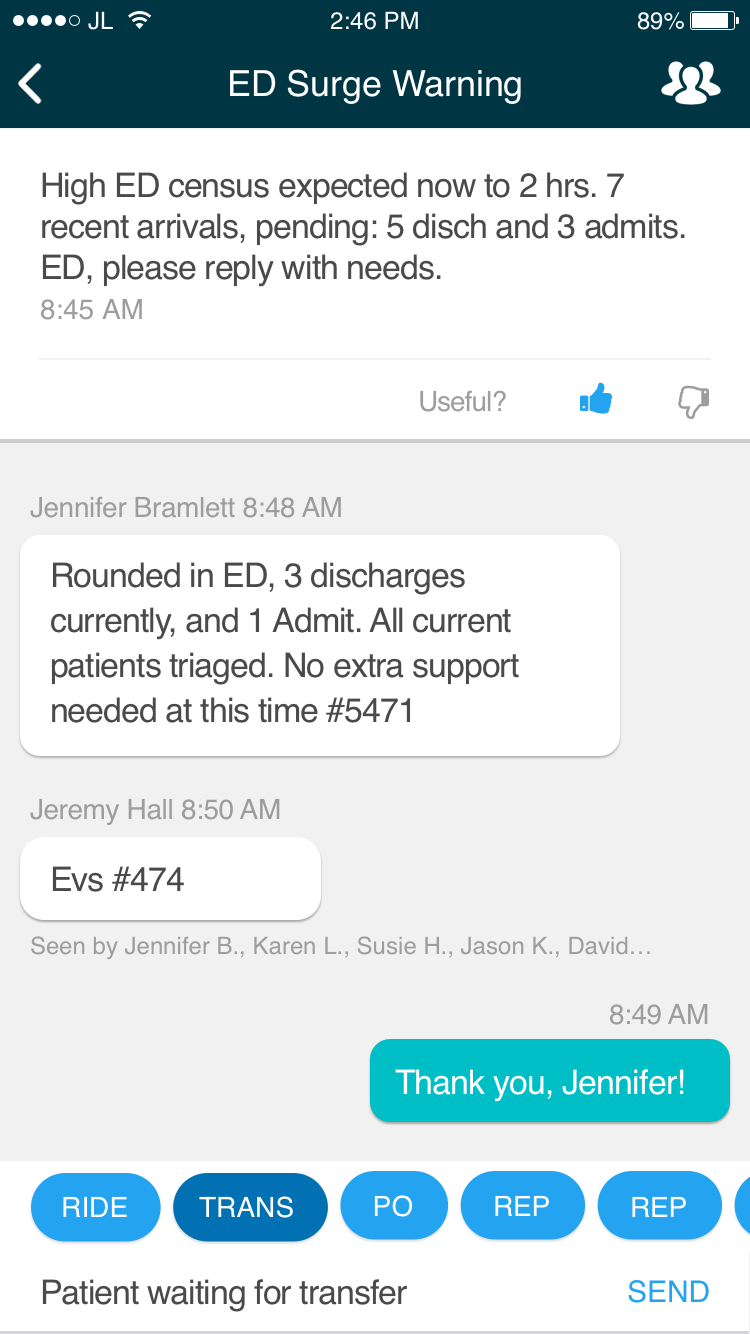 JL 2:46 PM 89%
ED Surge Warning
High ED census expected now to 2 hrs. 7
recent arrivals, pending: 5 disch and 3 admits.
ED, please reply with needs.
8:45 AM
Useful?
Jennifer Bramlett 8:48 AM
Rounded in ED, 3 discharges
currently, and 1 Admit. All current
patients triaged. No extra support
needed at this time #5471
Jeremy Hall 8:50 AM
Evs #474
Seen by Jennifer B., Karen L., Susie H., Jason K., David...
8:49 AM
Thank you, Jennifer!
RIDE TRANS PO REP REP
Patient waiting for transfer SEND